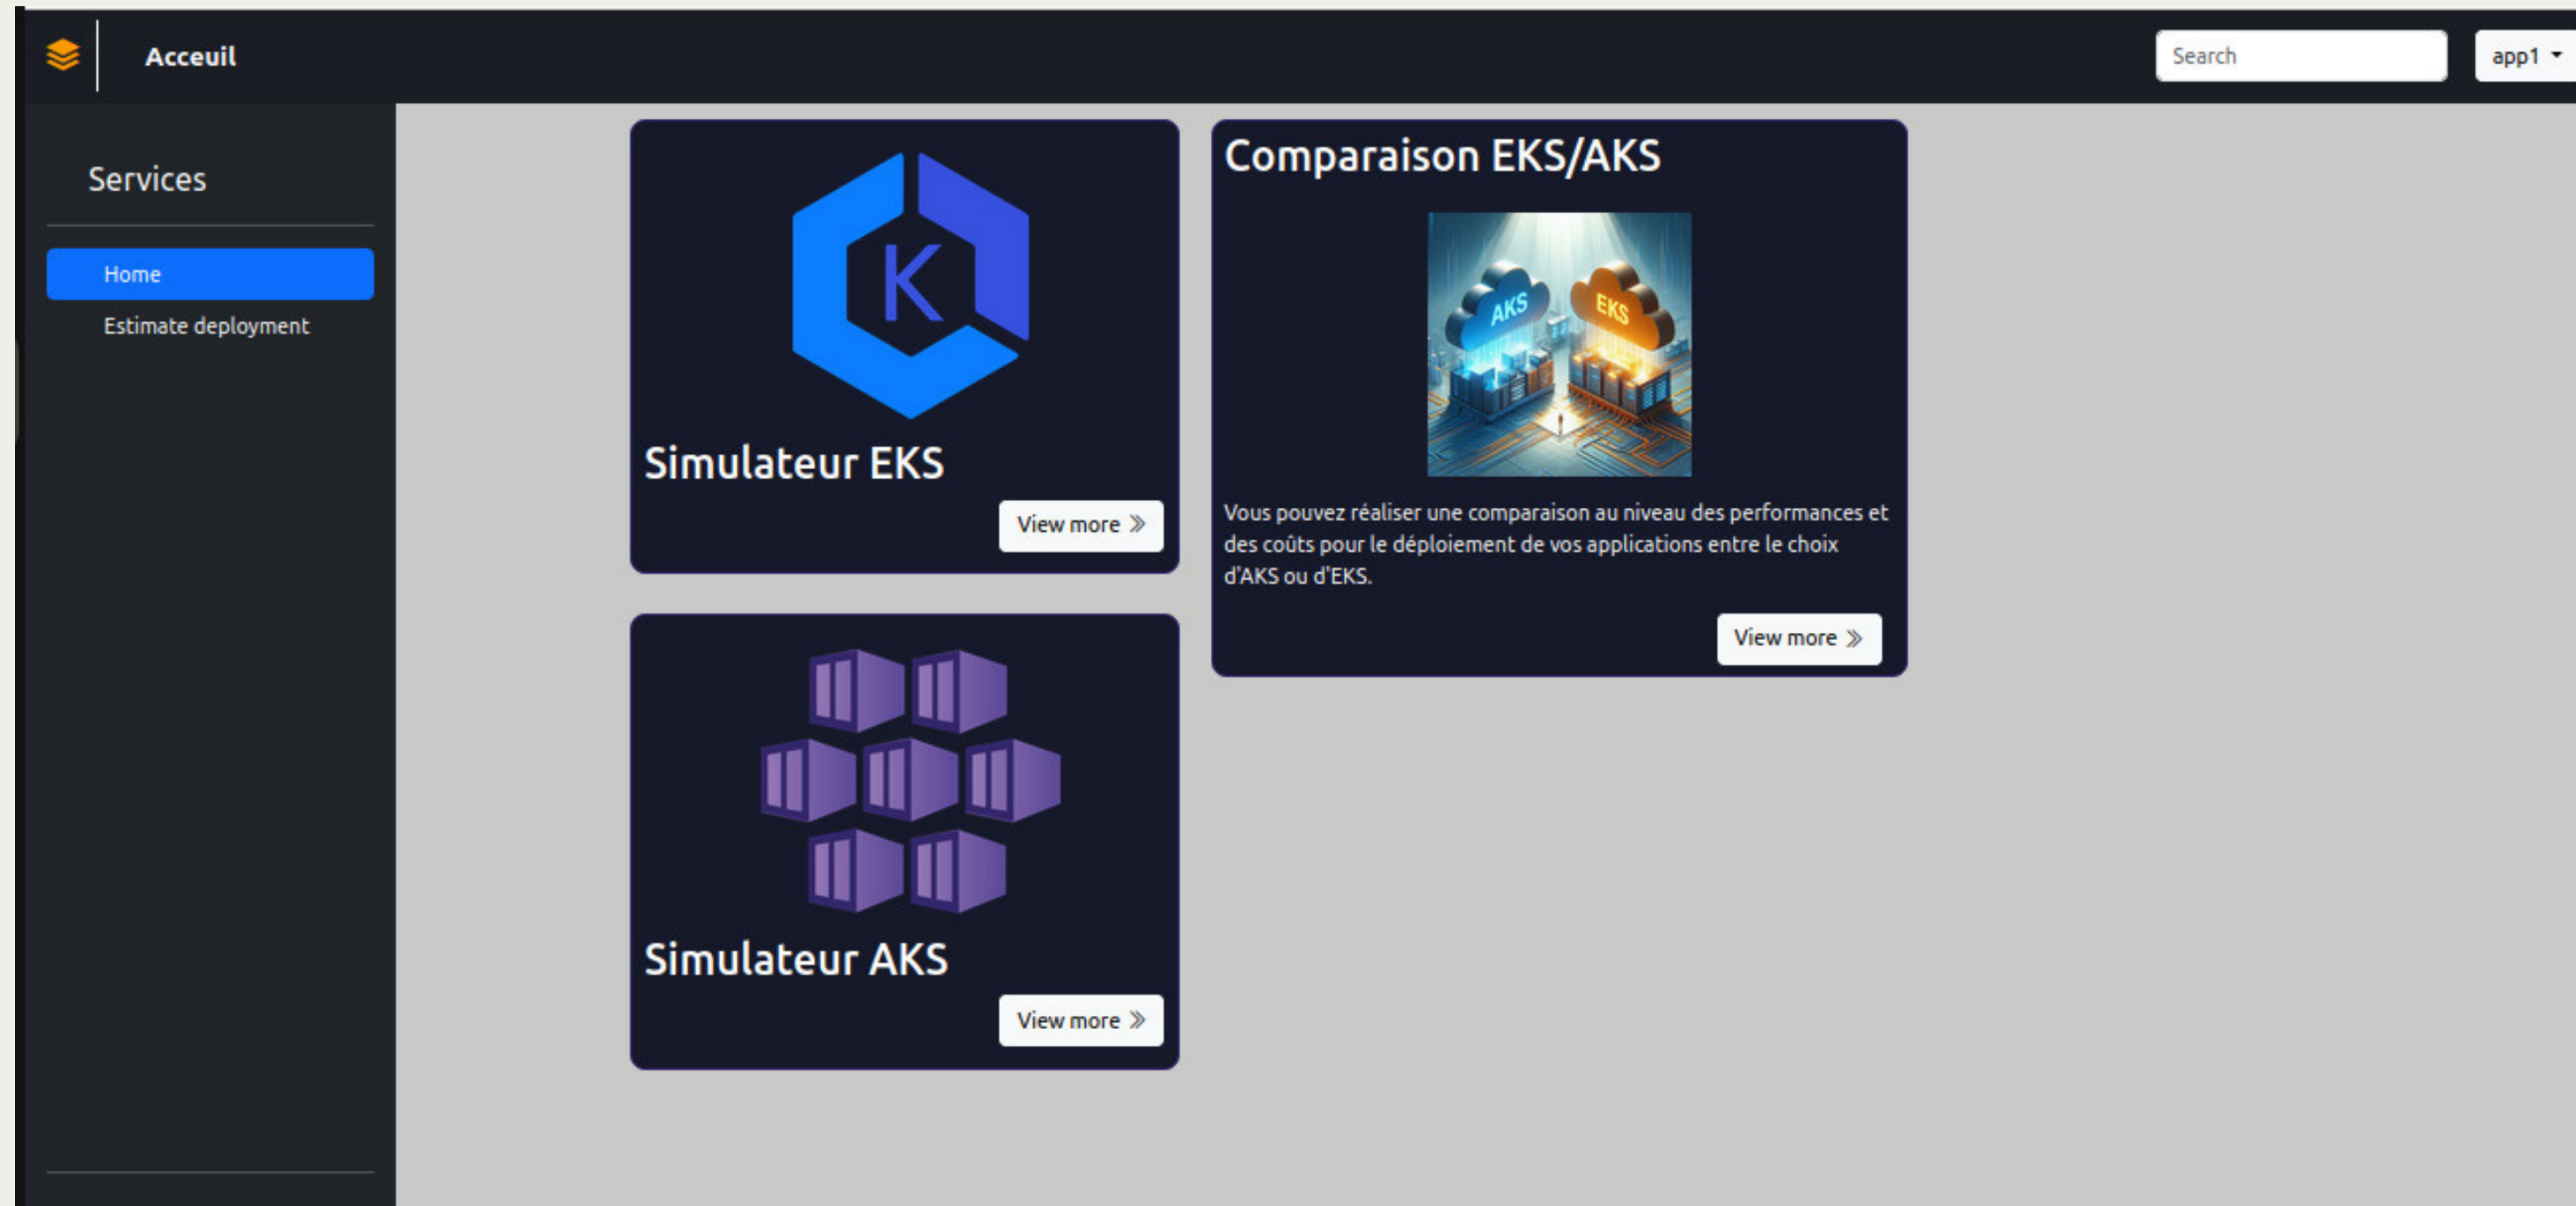 Acceuil
Search
app1
Services
Home
Estimate deployment
K
Simulateur EKS
View more
Comparaison EKS/AKS
AKS
EKS
Vous pouvez réaliser une comparaison au niveau des performances et
des coûts pour le déploiement de vos applications entre le choix
d'AKS ou d'EKS.
View more
Simulateur AKS
View more